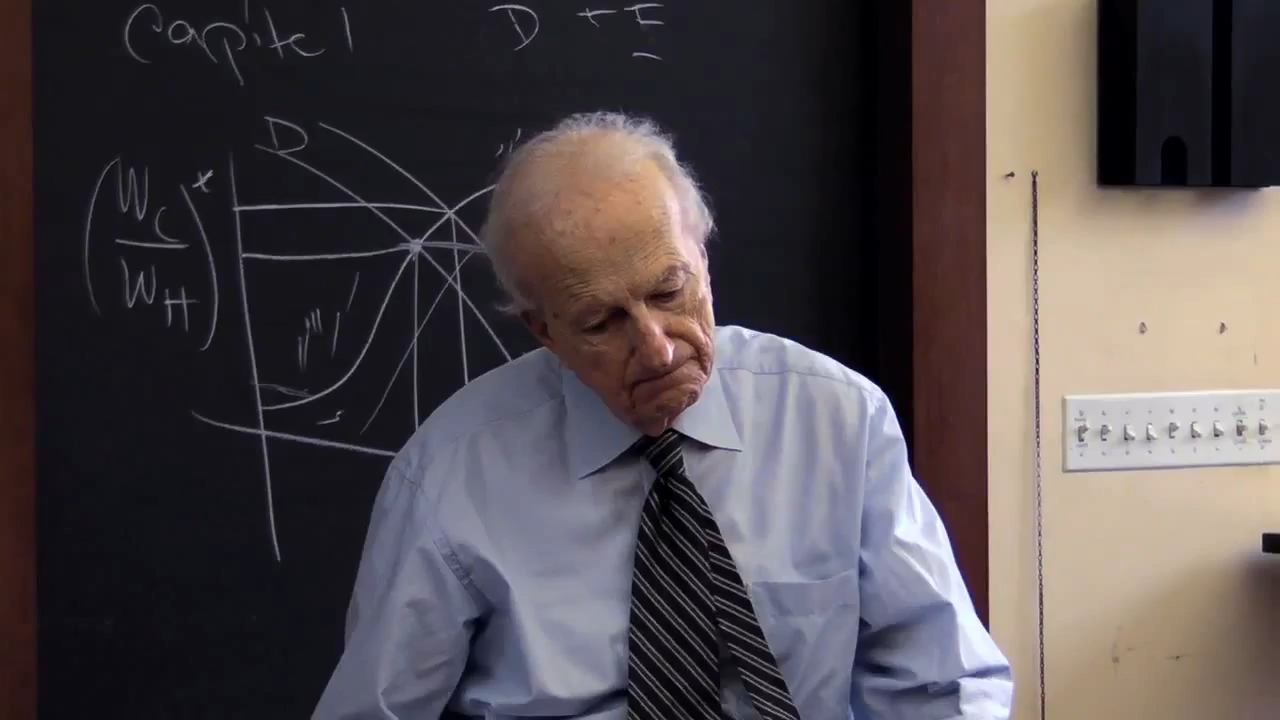 Capital D + E
D
(W_C / W_H)*
S